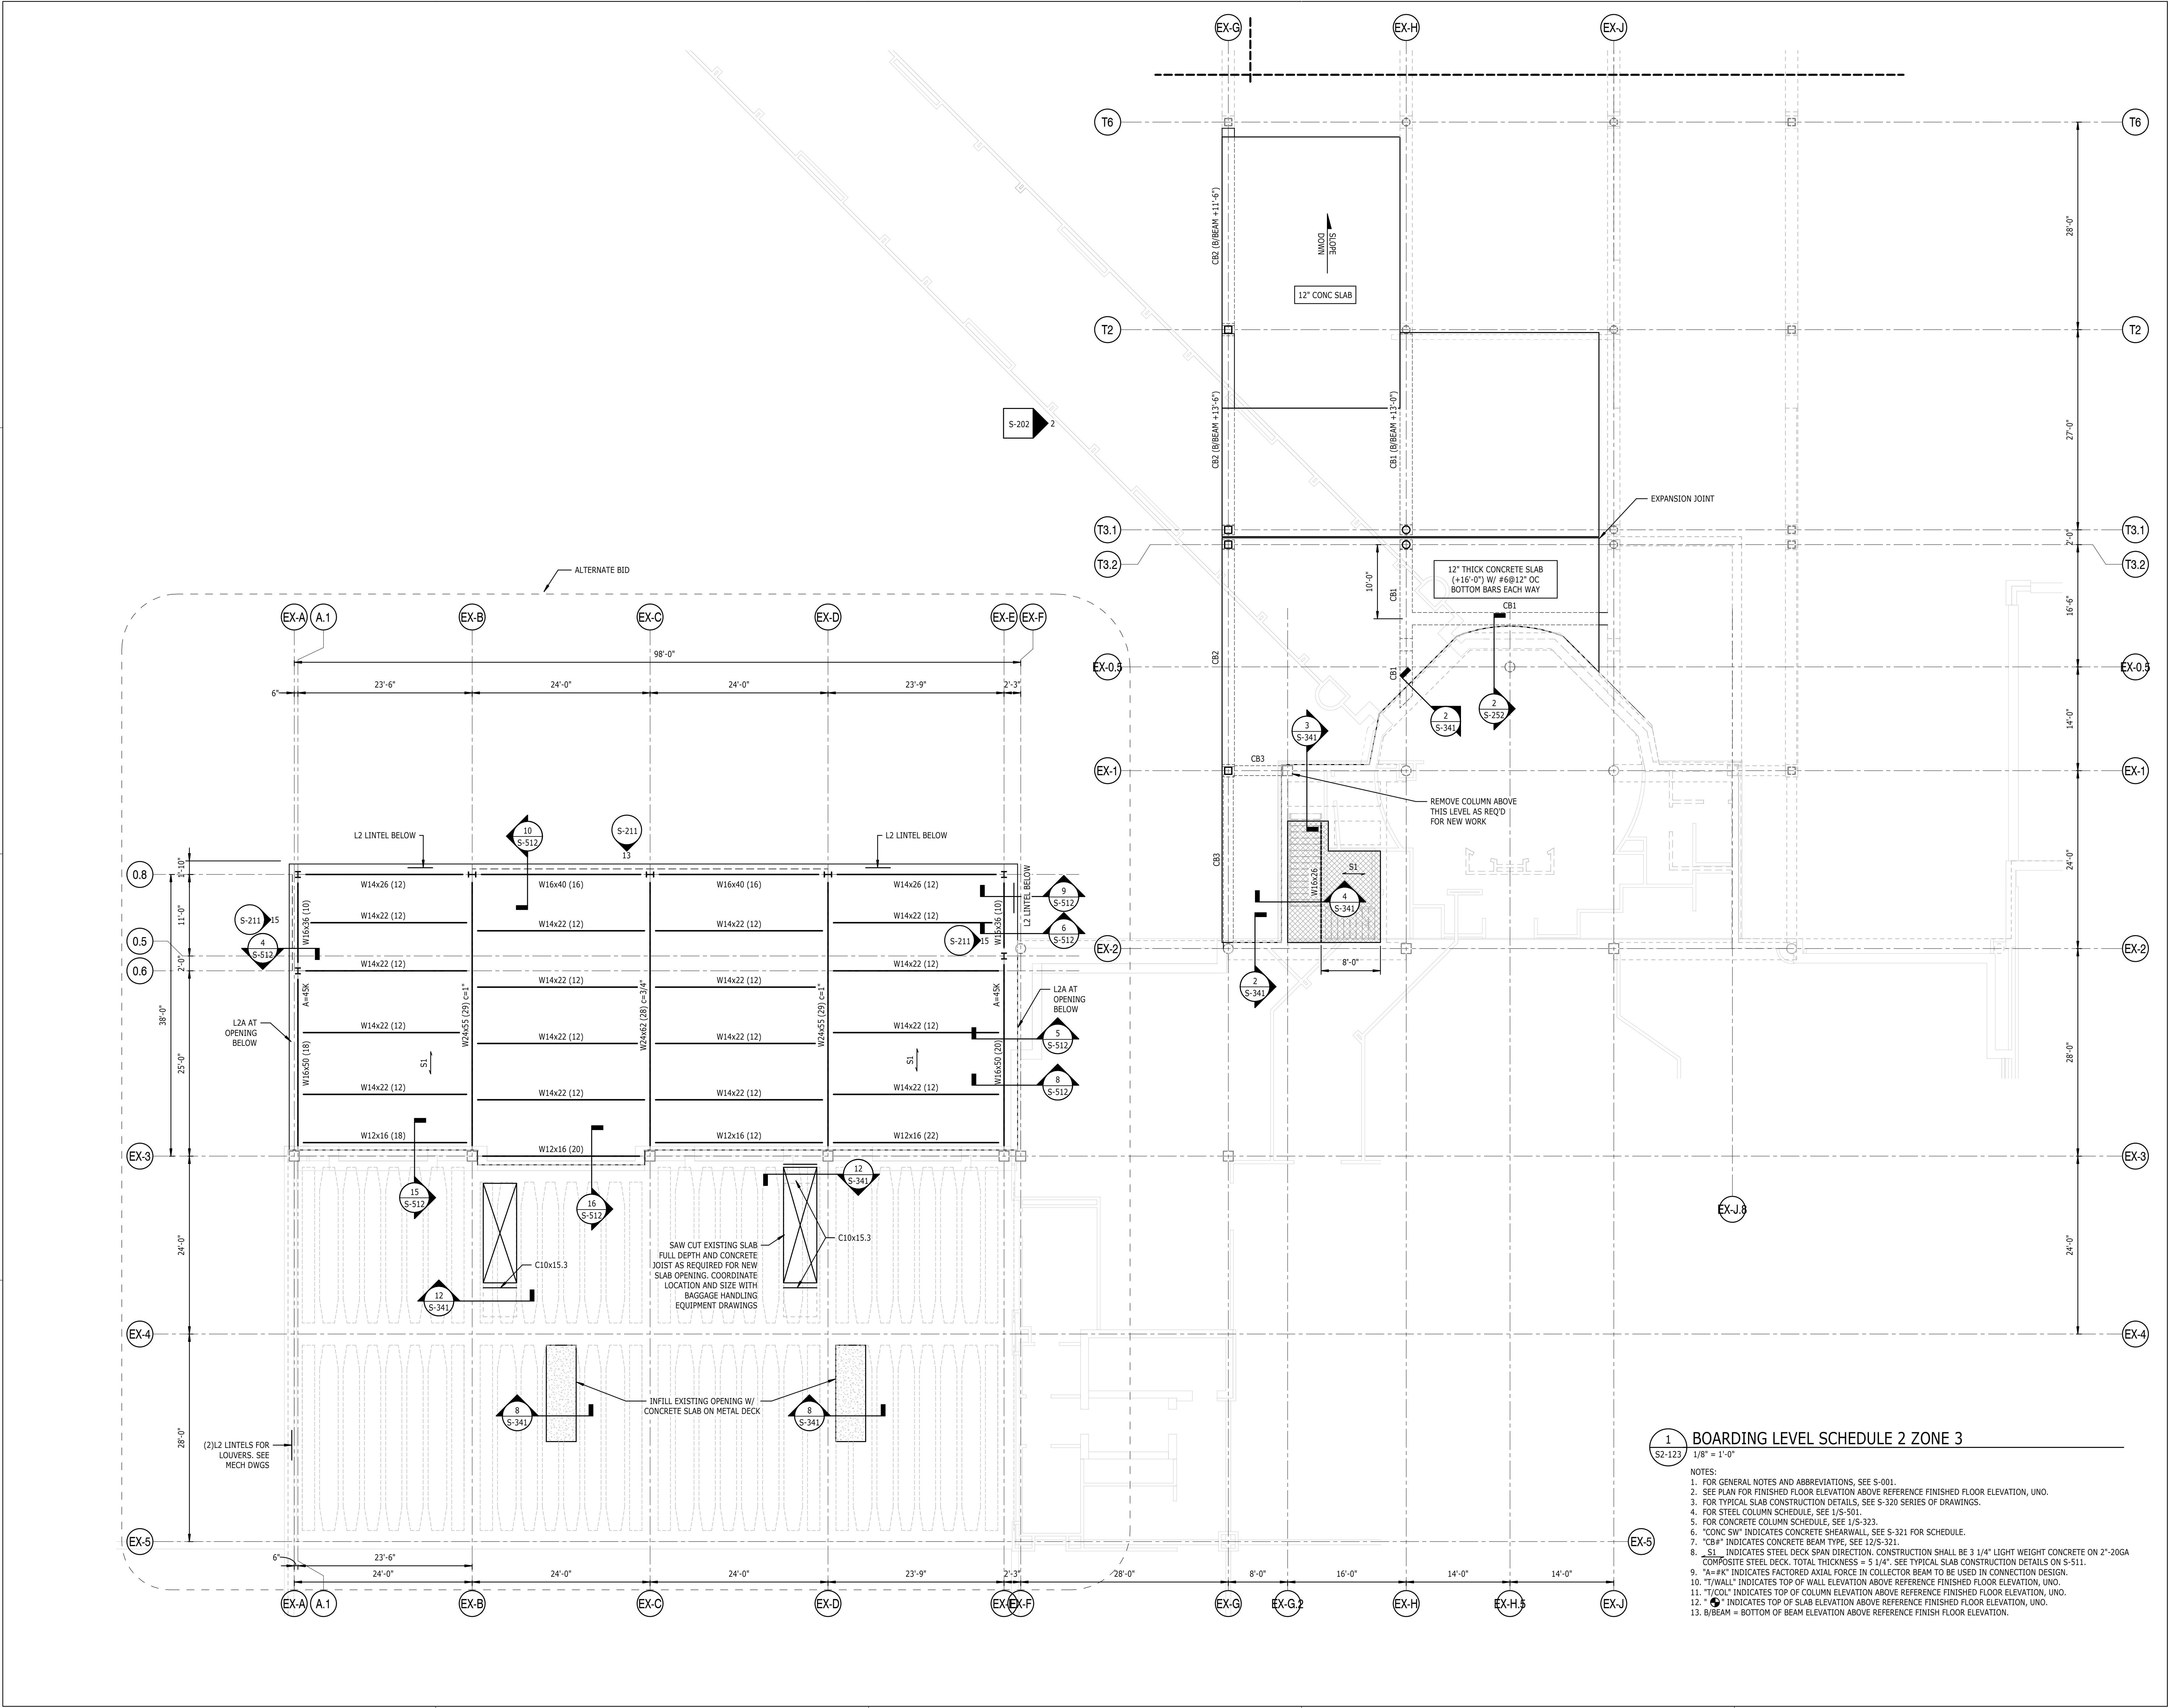 EX-G
EX-H
EX-J
T6
T6
CB2 (B/BEAM +11'-6")
SLOPE
DOWN
12" CONC SLAB
28'-0"
T2
T2
S-202
2
CB2 (B/BEAM +13'-6")
CB1 (B/BEAM +13'-0")
27'-0"
EXPANSION JOINT
T3.1
T3.1
2'-0"
T3.2
T3.2
10'-0"
CB1
12" THICK CONCRETE SLAB
(+16'-0") W/ #6@12" OC
BOTTOM BARS EACH WAY
CB1
16'-6"
ALTERNATE BID
EX-A
A.1
EX-B
EX-C
EX-D
EX-E
EX-F
98'-0"
6"
23'-6"
24'-0"
24'-0"
23'-9"
2'-3"
EX-0.5
EX-0.5
CB2
CB1
2
S-341
2
S-252
3
S-341
14'-0"
EX-1
EX-1
CB3
REMOVE COLUMN ABOVE
THIS LEVEL AS REQ'D
FOR NEW WORK
L2 LINTEL BELOW
10
S-512
S-211
13
L2 LINTEL BELOW
CB3
W16x26
S1
4
S-341
24'-0"
1'-10"
0.8
W14x26 (12)
W16x40 (16)
W16x40 (16)
W14x26 (12)
L2 LINTEL BELOW
9
S-512
11'-0"
S-211
15
W16x36 (10)
W14x22 (12)
W14x22 (12)
W14x22 (12)
W14x22 (12)
W16x36 (10)
6
S-512
0.5
4
S-512
S-211
15
EX-2
EX-2
2'-0"
0.6
W14x22 (12)
W14x22 (12)
8'-0"
2
S-341
38'-0"
A=45K
W24x55 (29) c=1"
W14x22 (12)
W24x62 (28) c=3/4"
W14x22 (12)
W24x55 (29) c=1"
A=45K
L2A AT
OPENING
BELOW
L2A AT
OPENING
BELOW
W14x22 (12)
W14x22 (12)
W14x22 (12)
W14x22 (12)
5
S-512
25'-0"
W16x50 (18)
S1
S1
W16x50 (20)
28'-0"
8
S-512
W14x22 (12)
W14x22 (12)
W14x22 (12)
W14x22 (12)
W12x16 (18)
W12x16 (20)
W12x16 (12)
W12x16 (22)
EX-3
EX-3
15
S-512
16
S-512
12
S-341
EX-J.8
24'-0"
24'-0"
C10x15.3
SAW CUT EXISTING SLAB
FULL DEPTH AND CONCRETE
JOIST AS REQUIRED FOR NEW
SLAB OPENING. COORDINATE
LOCATION AND SIZE WITH
BAGGAGE HANDLING
EQUIPMENT DRAWINGS
C10x15.3
12
S-341
EX-4
EX-4
INFILL EXISTING OPENING W/
CONCRETE SLAB ON METAL DECK
8
S-341
8
S-341
28'-0"
(2)L2 LINTELS FOR
LOUVERS. SEE
MECH DWGS
EX-5
EX-5
6"
23'-6"
24'-0"
24'-0"
24'-0"
23'-9"
2'-3"
28'-0"
8'-0"
16'-0"
14'-0"
14'-0"
EX-A
A.1
EX-B
EX-C
EX-D
EX-F
EX-G
EX-G.2
EX-H
EX-H.5
EX-J
1
S2-123
BOARDING LEVEL SCHEDULE 2 ZONE 3
1/8" = 1'-0"
NOTES:
1. FOR GENERAL NOTES AND ABBREVIATIONS, SEE S-001.
2. SEE PLAN FOR FINISHED FLOOR ELEVATION ABOVE REFERENCE FINISHED FLOOR ELEVATION, UNO.
3. FOR TYPICAL SLAB CONSTRUCTION DETAILS, SEE S-320 SERIES OF DRAWINGS.
4. FOR STEEL COLUMN SCHEDULE, SEE 1/S-501.
5. FOR CONCRETE COLUMN SCHEDULE, SEE 1/S-323.
6. "CONC SW" INDICATES CONCRETE SHEARWALL, SEE S-321 FOR SCHEDULE.
7. "CB#" INDICATES CONCRETE BEAM TYPE, SEE 12/S-321.
8. S1 INDICATES STEEL DECK SPAN DIRECTION. CONSTRUCTION SHALL BE 3 1/4" LIGHT WEIGHT CONCRETE ON 2"-20GA
COMPOSITE STEEL DECK. TOTAL THICKNESS = 5 1/4". SEE TYPICAL SLAB CONSTRUCTION DETAILS ON S-511.
9. "A=#K" INDICATES FACTORED AXIAL FORCE IN COLLECTOR BEAM TO BE USED IN CONNECTION DESIGN.
10. "T/WALL" INDICATES TOP OF WALL ELEVATION ABOVE REFERENCE FINISHED FLOOR ELEVATION, UNO.
11. "T/COL" INDICATES TOP OF COLUMN ELEVATION ABOVE REFERENCE FINISHED FLOOR ELEVATION, UNO.
12. " " INDICATES TOP OF SLAB ELEVATION ABOVE REFERENCE FINISHED FLOOR ELEVATION, UNO.
13. B/BEAM = BOTTOM OF BEAM ELEVATION ABOVE REFERENCE FINISH FLOOR ELEVATION.